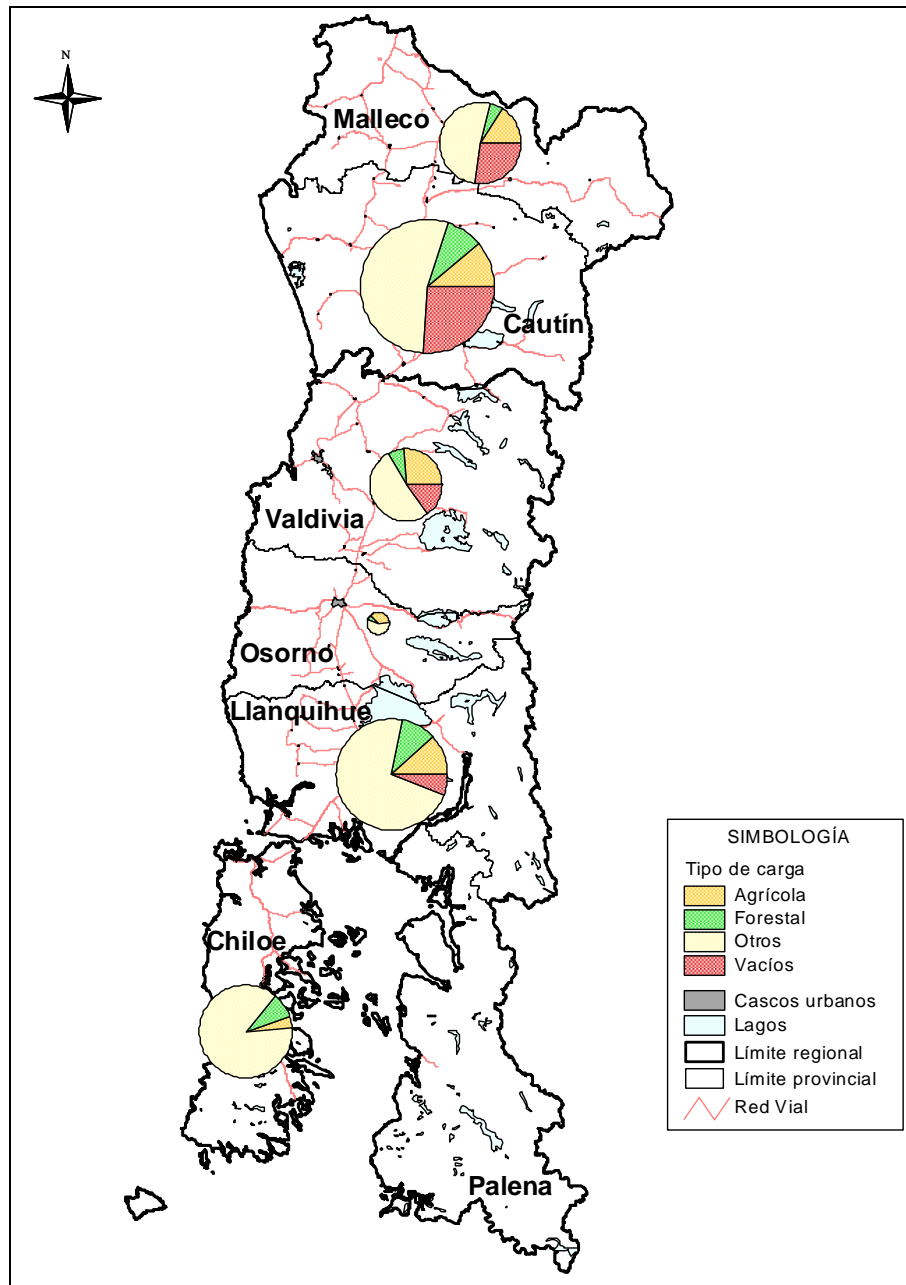 N
Malleco
Cautín
Valdivia
Osorno
Llanquihue
Chiloe
Palena
SIMBOLOGÍA
Tipo de carga
Agrícola
Forestal
Otros
Vacíos
Cascos urbanos
Lagos
Límite regional
Límite provincial
Red Vial